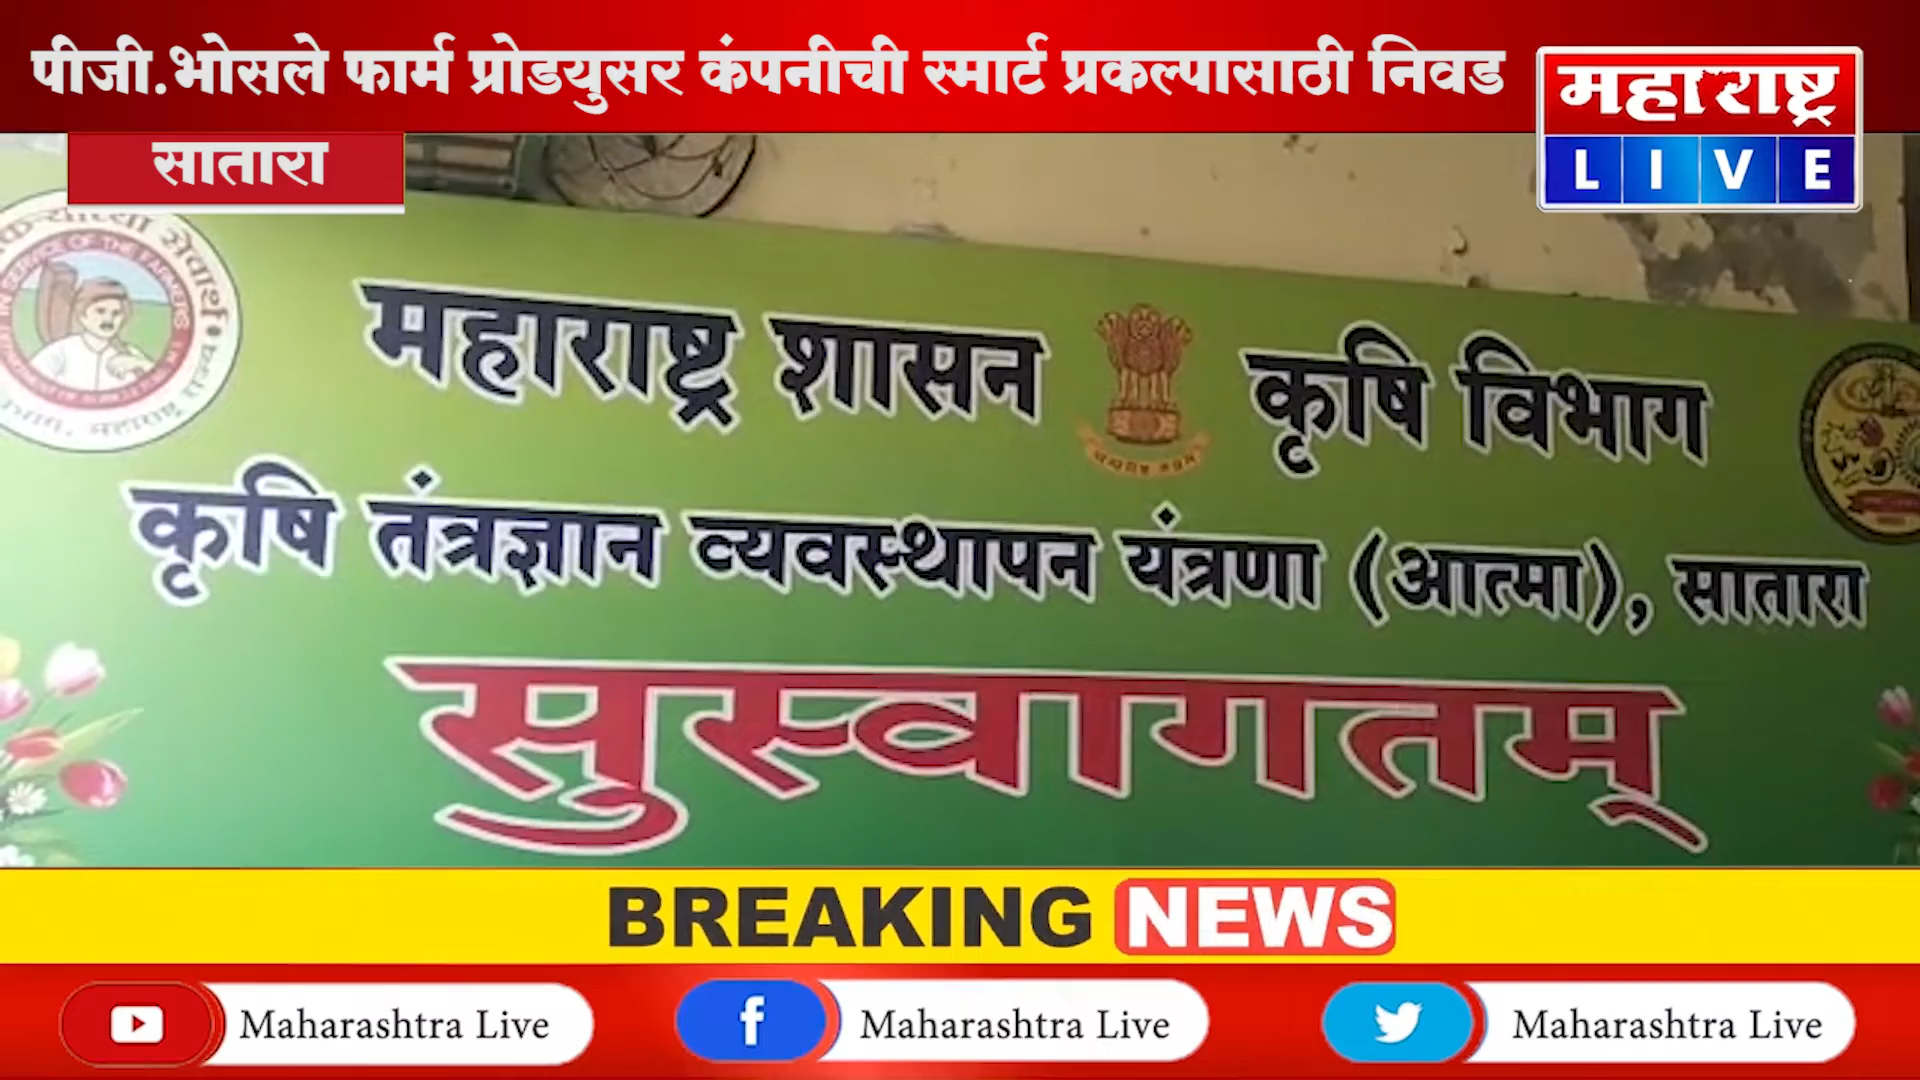 पीजी.भोसले फार्म प्रोडयुसर कंपनीची स्मार्ट प्रकल्पासाठी निवड
महाराष्ट्र
LIVE
सातारा
महाराष्ट्र शासन कृषि विभाग
कृषि तंत्रज्ञान व्यवस्थापन यंत्रणा (आत्मा), सातारा
सुस्वागतम्
BREAKING NEWS
Maharashtra Live
Maharashtra Live
Maharashtra Live